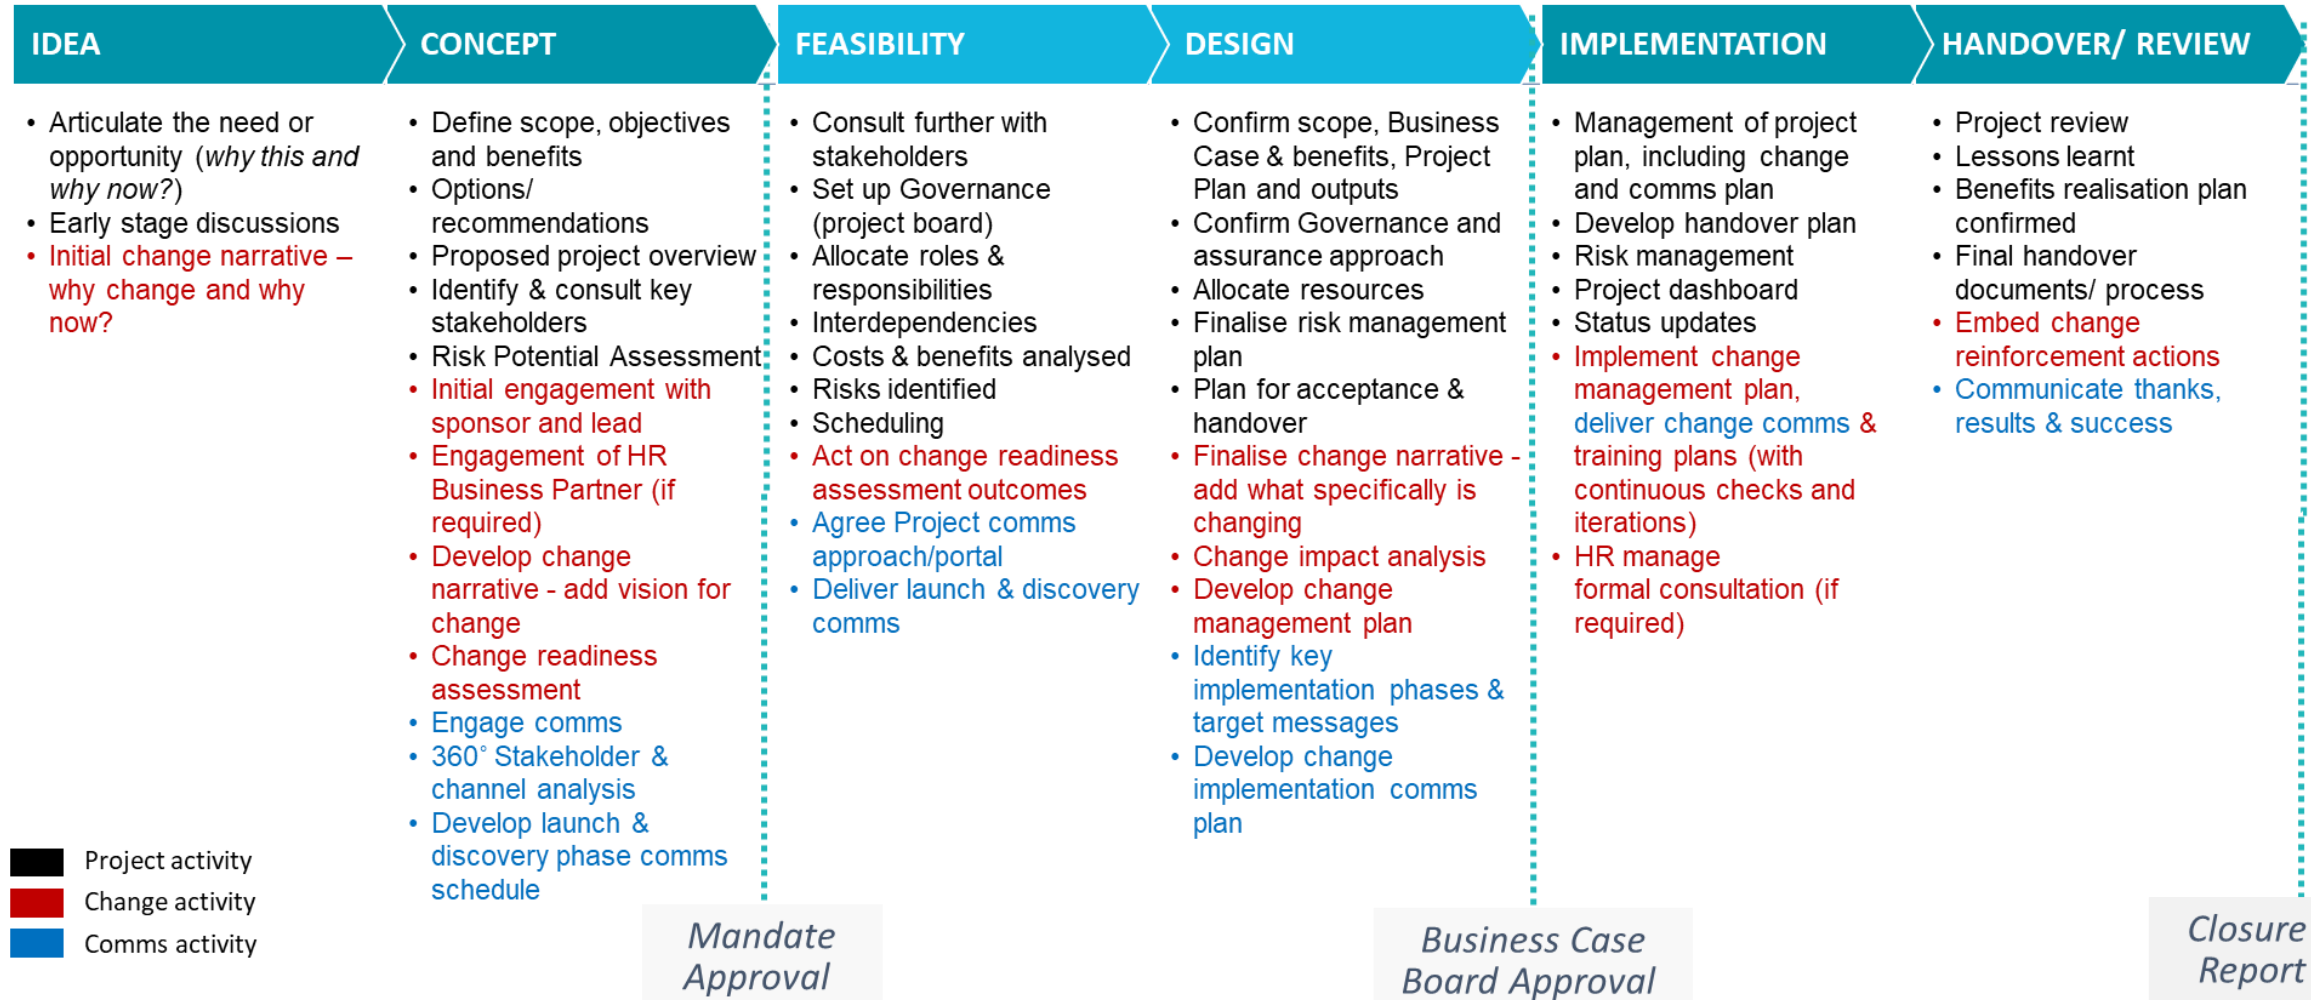 IDEA
CONCEPT
FEASIBILITY
DESIGN
IMPLEMENTATION
HANDOVER/ REVIEW
• Articulate the need or
opportunity (why this and
why now?)
• Early stage discussions
• Initial change narrative –
why change and why
now?
• Define scope, objectives
and benefits
• Options/
recommendations
• Proposed project overview
• Identify & consult key
stakeholders
• Risk Potential Assessment
• Initial engagement with
sponsor and lead
• Engagement of HR
Business Partner (if
required)
• Develop change
narrative - add vision for
change
• Change readiness
assessment
• Engage comms
• 360° Stakeholder &
channel analysis
• Develop launch &
discovery phase comms
schedule
• Consult further with
stakeholders
• Set up Governance
(project board)
• Allocate roles &
responsibilities
• Interdependencies
• Costs & benefits analysed
• Risks identified
• Scheduling
• Act on change readiness
assessment outcomes
• Agree Project comms
approach/portal
• Deliver launch & discovery
comms
• Confirm scope, Business
Case & benefits, Project
Plan and outputs
• Confirm Governance and
assurance approach
• Allocate resources
• Finalise risk management
plan
• Plan for acceptance &
handover
• Finalise change narrative -
add what specifically is
changing
• Change impact analysis
• Develop change
management plan
• Identify key
implementation phases &
target messages
• Develop change
implementation comms
plan
• Management of project
plan, including change
and comms plan
• Develop handover plan
• Risk management
• Project dashboard
• Status updates
• Implement change
management plan,
deliver change comms &
training plans (with
continuous checks and
iterations)
• HR manage
formal consultation (if
required)
• Project review
• Lessons learnt
• Benefits realisation plan
confirmed
• Final handover
documents/ process
• Embed change
reinforcement actions
• Communicate thanks,
results & success
Project activity
Change activity
Comms activity
Mandate
Approval
Business Case
Board Approval
Closure
Report